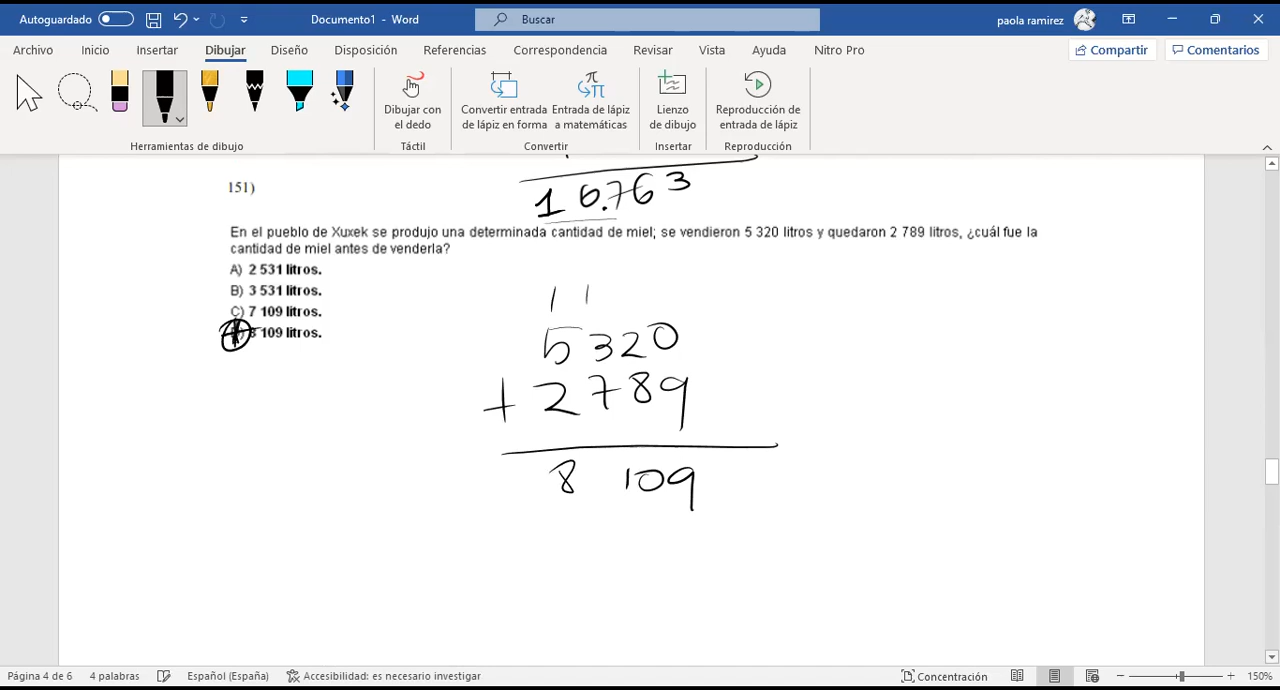 Autoguardado Documento1 - Word Buscar paola ramirez
Archivo Inicio Insertar Dibujar Diseño Disposición Referencias Correspondencia Revisar Vista Ayuda Nitro Pro Compartir Comentarios
Dibujar con el dedo
Convertir entrada de lápiz en forma
Entrada de lápiz a matemáticas
Lienzo de dibujo
Reproducción de entrada de lápiz
Herramientas de dibujo Táctil Convertir Insertar Reproducción
151)
En el pueblo de Xuxek se produjo una determinada cantidad de miel; se vendieron 5 320 litros y quedaron 2 789 litros, ¿cuál fue la
cantidad de miel antes de venderla?
A) 2 531 litros.
B) 3 531 litros.
C) 7 109 litros.
109 litros.
1 1
5320
+ 2789
8 109
Página 4 de 6 4 palabras Español (España) Accesibilidad: es necesario investigar Concentración 150%